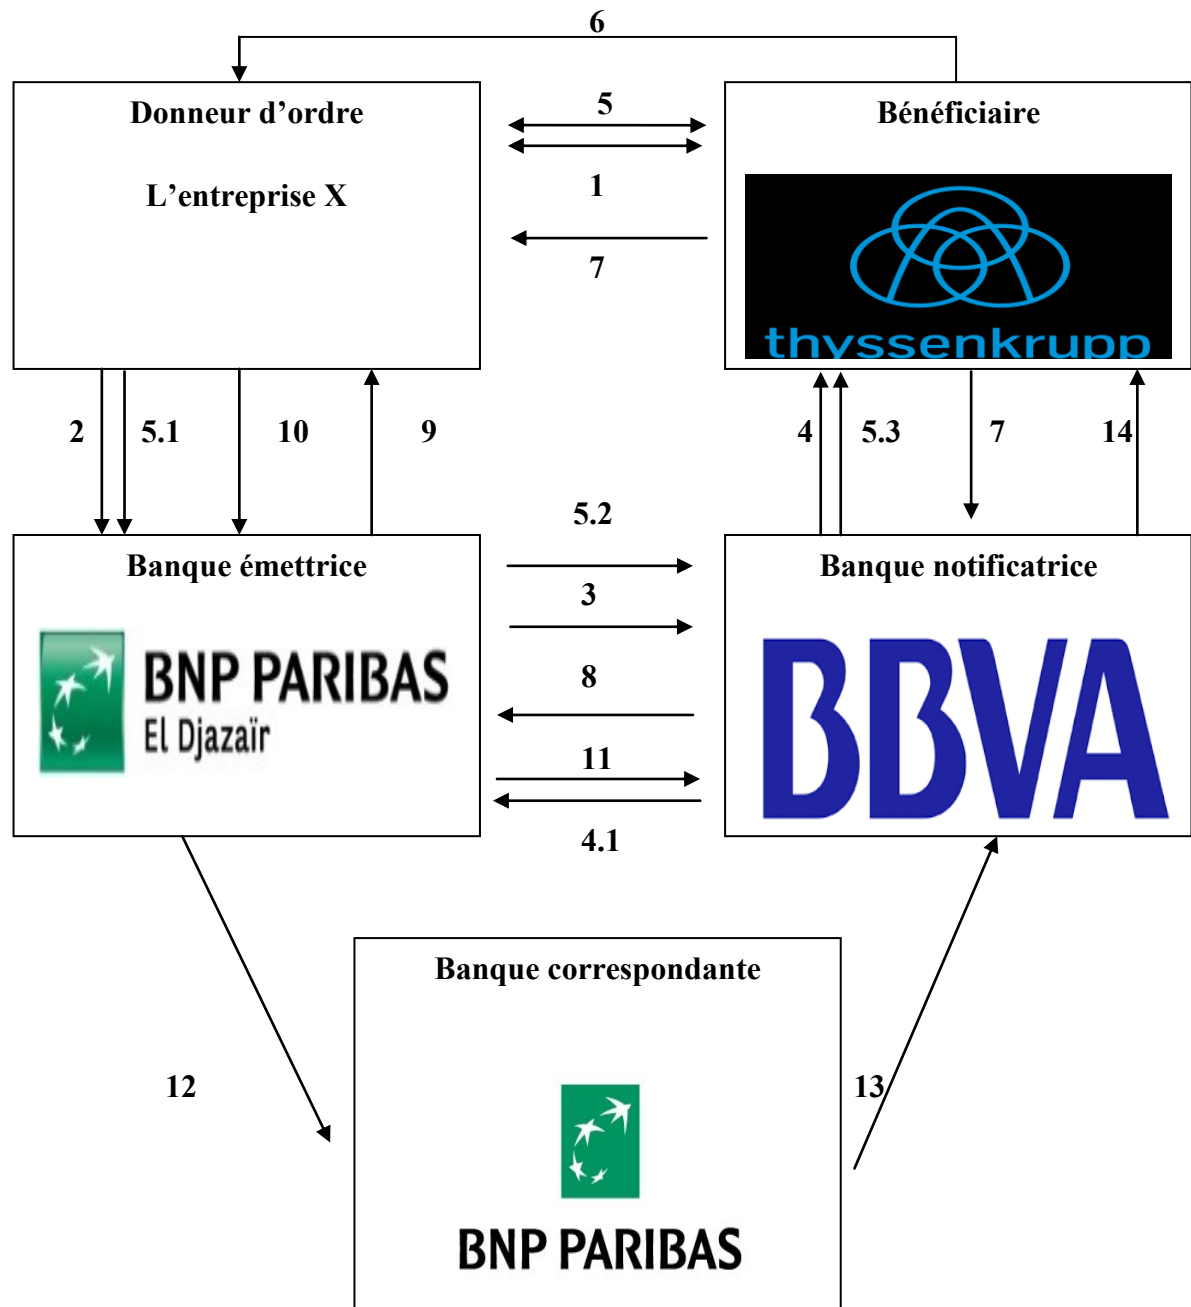 6
Donneur d’ordre
L’entreprise X
5
1
7
Bénéficiaire
thyssenkrupp
2
5.1
10
9
4
5.3
7
14
5.2
3
8
11
4.1
Banque émettrice
BNP PARIBAS
El Djazaïr
Banque notificatrice
BBVA
12
13
Banque correspondante
BNP PARIBAS